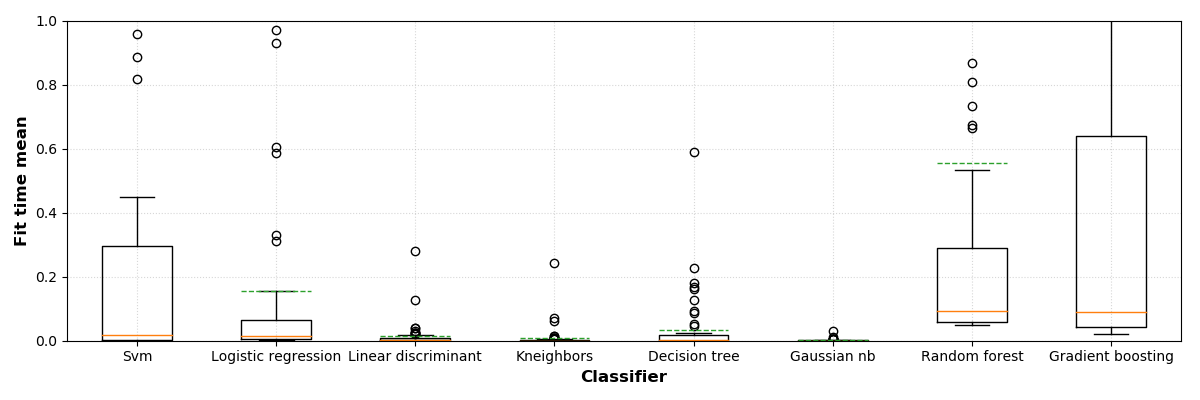 Fit time mean
1.0
0.8
0.6
0.4
0.2
0.0
Svm Logistic regression Linear discriminant Kneighbors Decision tree Gaussian nb Random forest Gradient boosting
Classifier